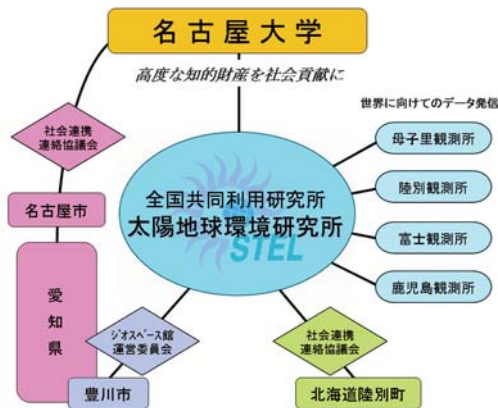 名古屋大学
高度な知的財産を社会貢献に
世界に向けてのデータ発信
社会連携
連絡協議会
母子里観測所
陸別観測所
富士観測所
鹿児島観測所
全国共同利用研究所
太陽地球環境研究所
STEL
名古屋市
愛知県
ジオスペース館
運営委員会
豊川市
社会連携
連絡協議会
北海道陸別町